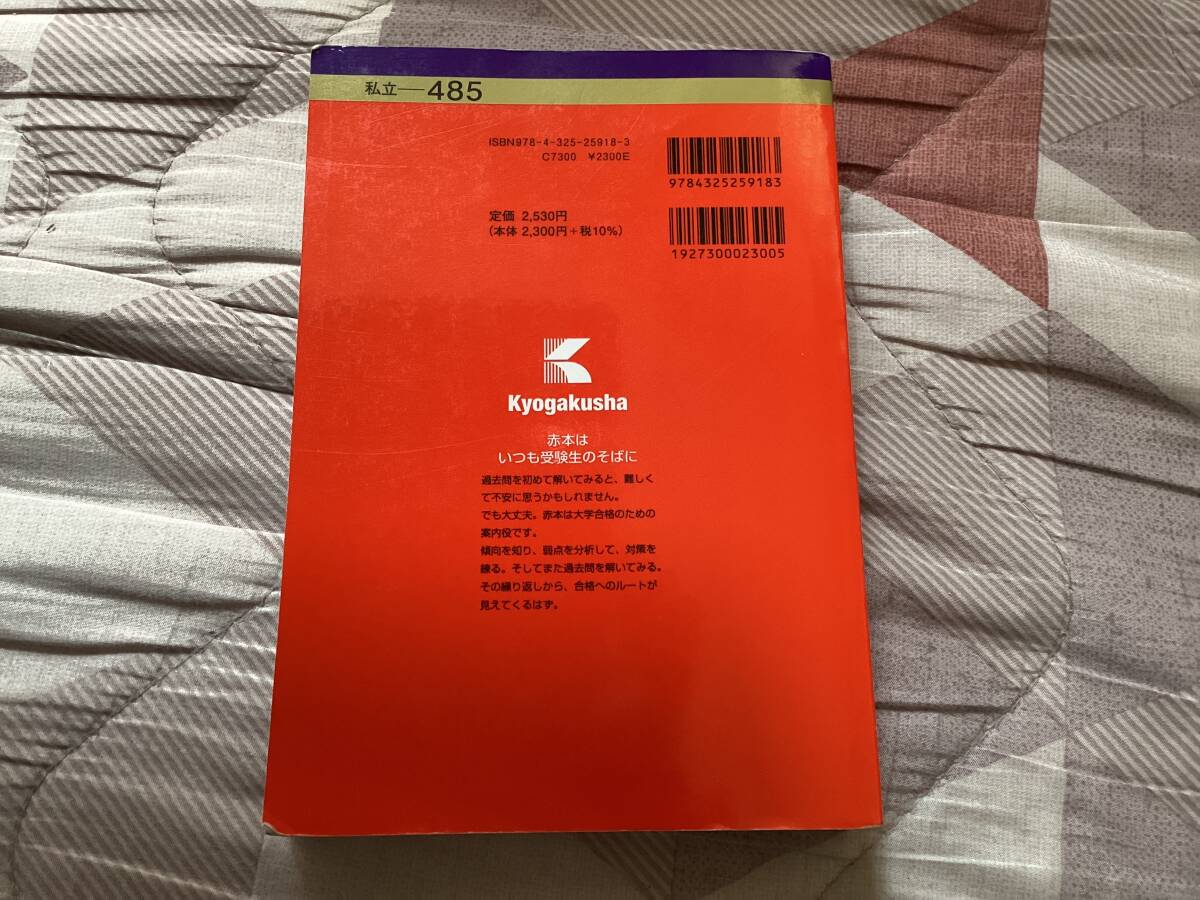 私立―485
ISBN978-4-325-25918-3
C7300 ¥2300E
9784325259183
定価 2,530円
(本体 2,300円+税10%)
1927300023005
Kyogakusha
赤本は
いつも受験生のそばに
過去問を初めて解いてみると、難しく
て不安に思うかもしれません。
でも大丈夫。赤本は大学合格のための
案内役です。
傾向を知り、弱点を分析して、対策を
練る。そしてまた過去問を解いてみる。
その繰り返しから、合格へのルートが
見えてくるはず。